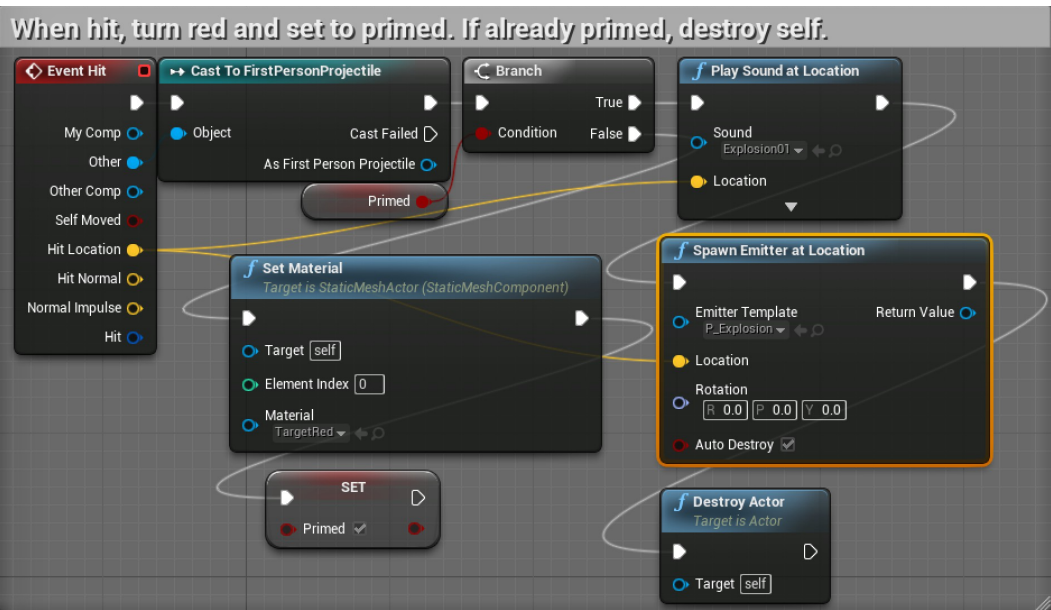 When hit, turn red and set to primed. If already primed, destroy self.
Event Hit
My Comp
Other
Other Comp
Self Moved
Hit Location
Hit Normal
Normal Impulse
Hit
Cast To FirstPersonProjectile
Object
Cast Failed
As First Person Projectile
Primed
Branch
Condition
True
False
Play Sound at Location
Sound
Explosion01
Location
Set Material
Target is StaticMeshActor (StaticMeshComponent)
Target self
Element Index 0
Material
TargetRed
Spawn Emitter at Location
Emitter Template
P_Explosion
Return Value
Location
Rotation
R 0.0 P 0.0 Y 0.0
Auto Destroy
SET
Primed
Destroy Actor
Target is Actor
Target self